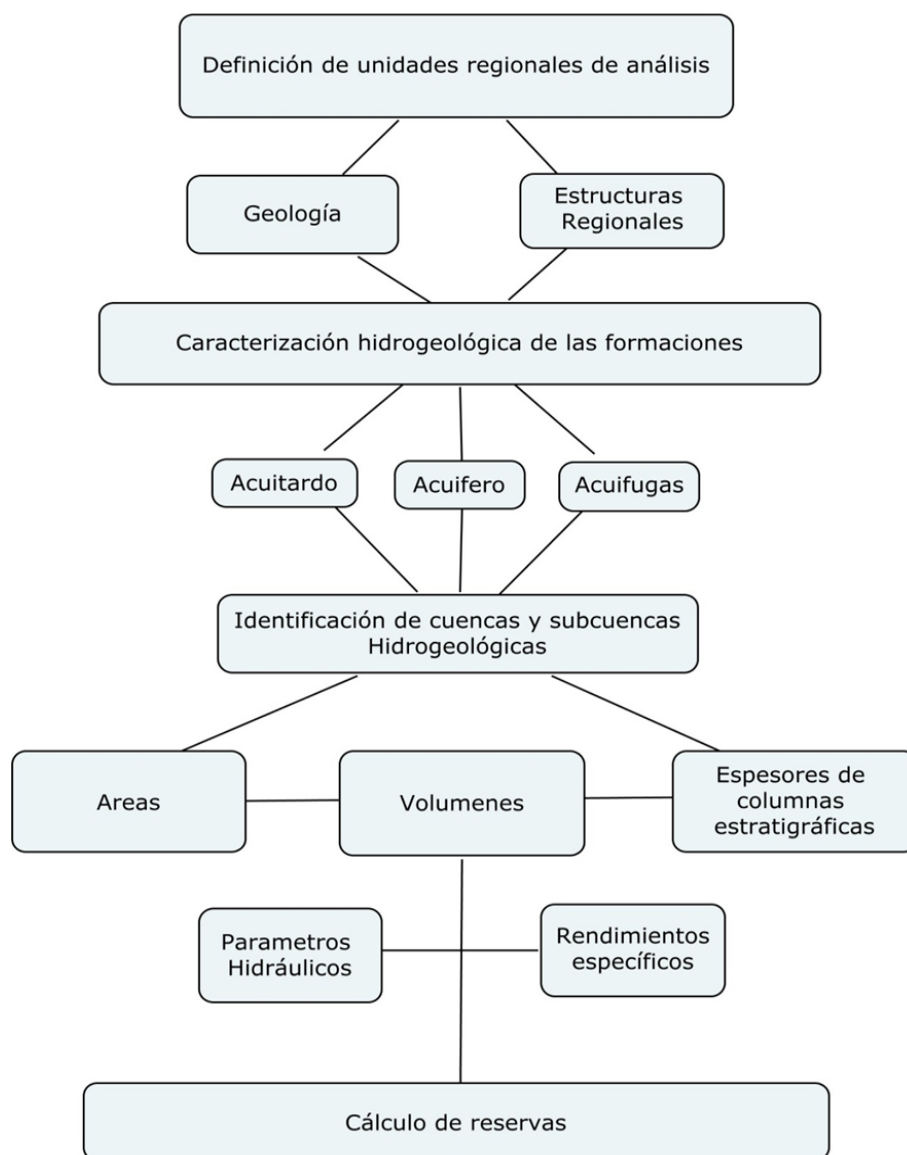 Definición de unidades regionales de análisis
Geología
Estructuras
Regionales
Caracterización hidrogeológica de las formaciones
Acuitardo
Acuifero
Acuifugas
Identificación de cuencas y subcuencas
Hidrogeológicas
Areas
Volumenes
Espesores de
columnas
estratigráficas
Parametros
Hidráulicos
Rendimientos
específicos
Cálculo de reservas